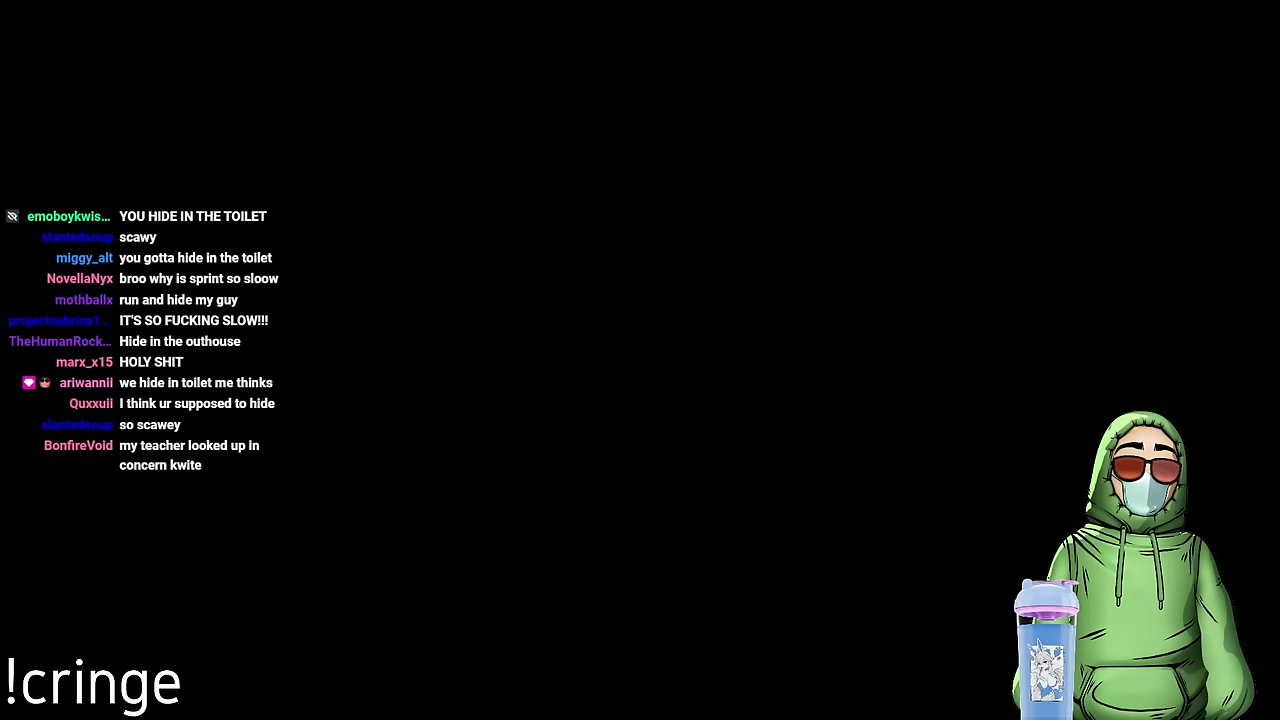 emoboykwis… YOU HIDE IN THE TOILET
slantedsoup scawy
miggy_alt you gotta hide in the toilet
NovellaNyx broo why is sprint so sloow
mothballx run and hide my guy
projectsabrina1… IT'S SO FUCKING SLOW!!!
TheHumanRock… Hide in the outhouse
marx_x15 HOLY SHIT
ariwannii we hide in toilet me thinks
Quxxuii I think ur supposed to hide
slantedsoup so scawey
BonfireVoid my teacher looked up in
concern kwite
!cringe